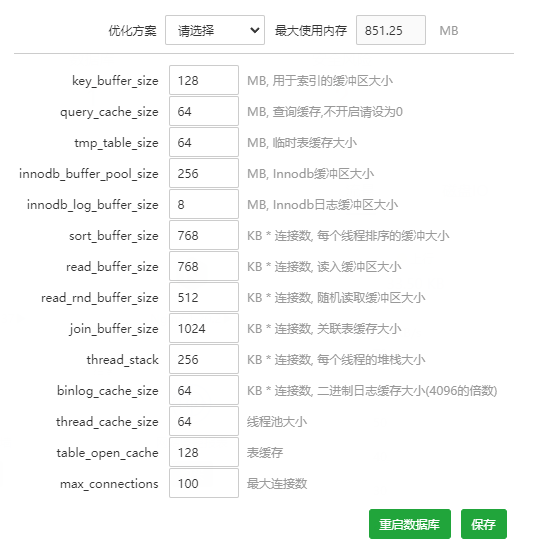 优化方案 请选择 最大使用内存 851.25 MB
key_buffer_size 128 MB, 用于索引的缓冲区大小
query_cache_size 64 MB, 查询缓存,不开启请设为0
tmp_table_size 64 MB, 临时表缓存大小
innodb_buffer_pool_size 256 MB, Innodb缓冲区大小
innodb_log_buffer_size 8 MB, Innodb日志缓冲区大小
sort_buffer_size 768 KB * 连接数, 每个线程排序的缓冲大小
read_buffer_size 768 KB * 连接数, 读入缓冲区大小
read_rnd_buffer_size 512 KB * 连接数, 随机读取缓冲区大小
join_buffer_size 1024 KB * 连接数, 关联表缓存大小
thread_stack 256 KB * 连接数, 每个线程的堆栈大小
binlog_cache_size 64 KB * 连接数, 二进制日志缓存大小(4096的倍数)
thread_cache_size 64 线程池大小
table_open_cache 128 表缓存
max_connections 100 最大连接数
重启数据库 保存